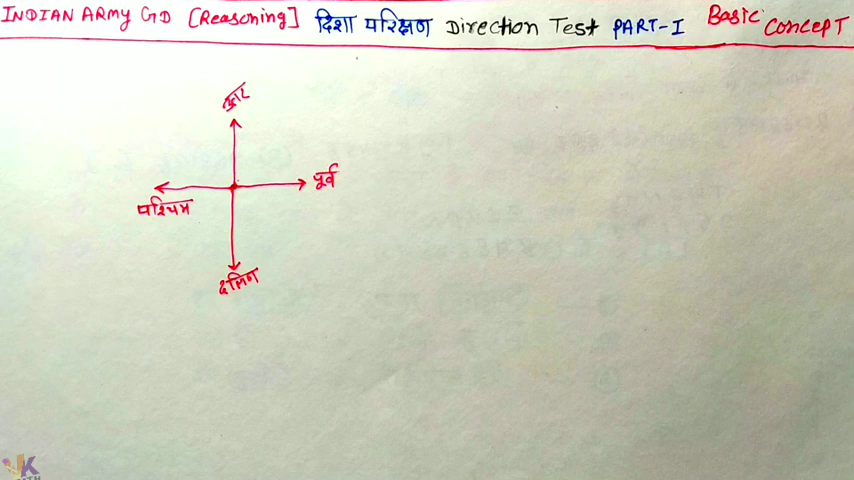 INDIAN ARMY GD [Reasoning] दिशा परिक्षण Direction Test PART-I Basic CONCEPT
उत्तर
पूर्व
पश्चिम
दक्षिण